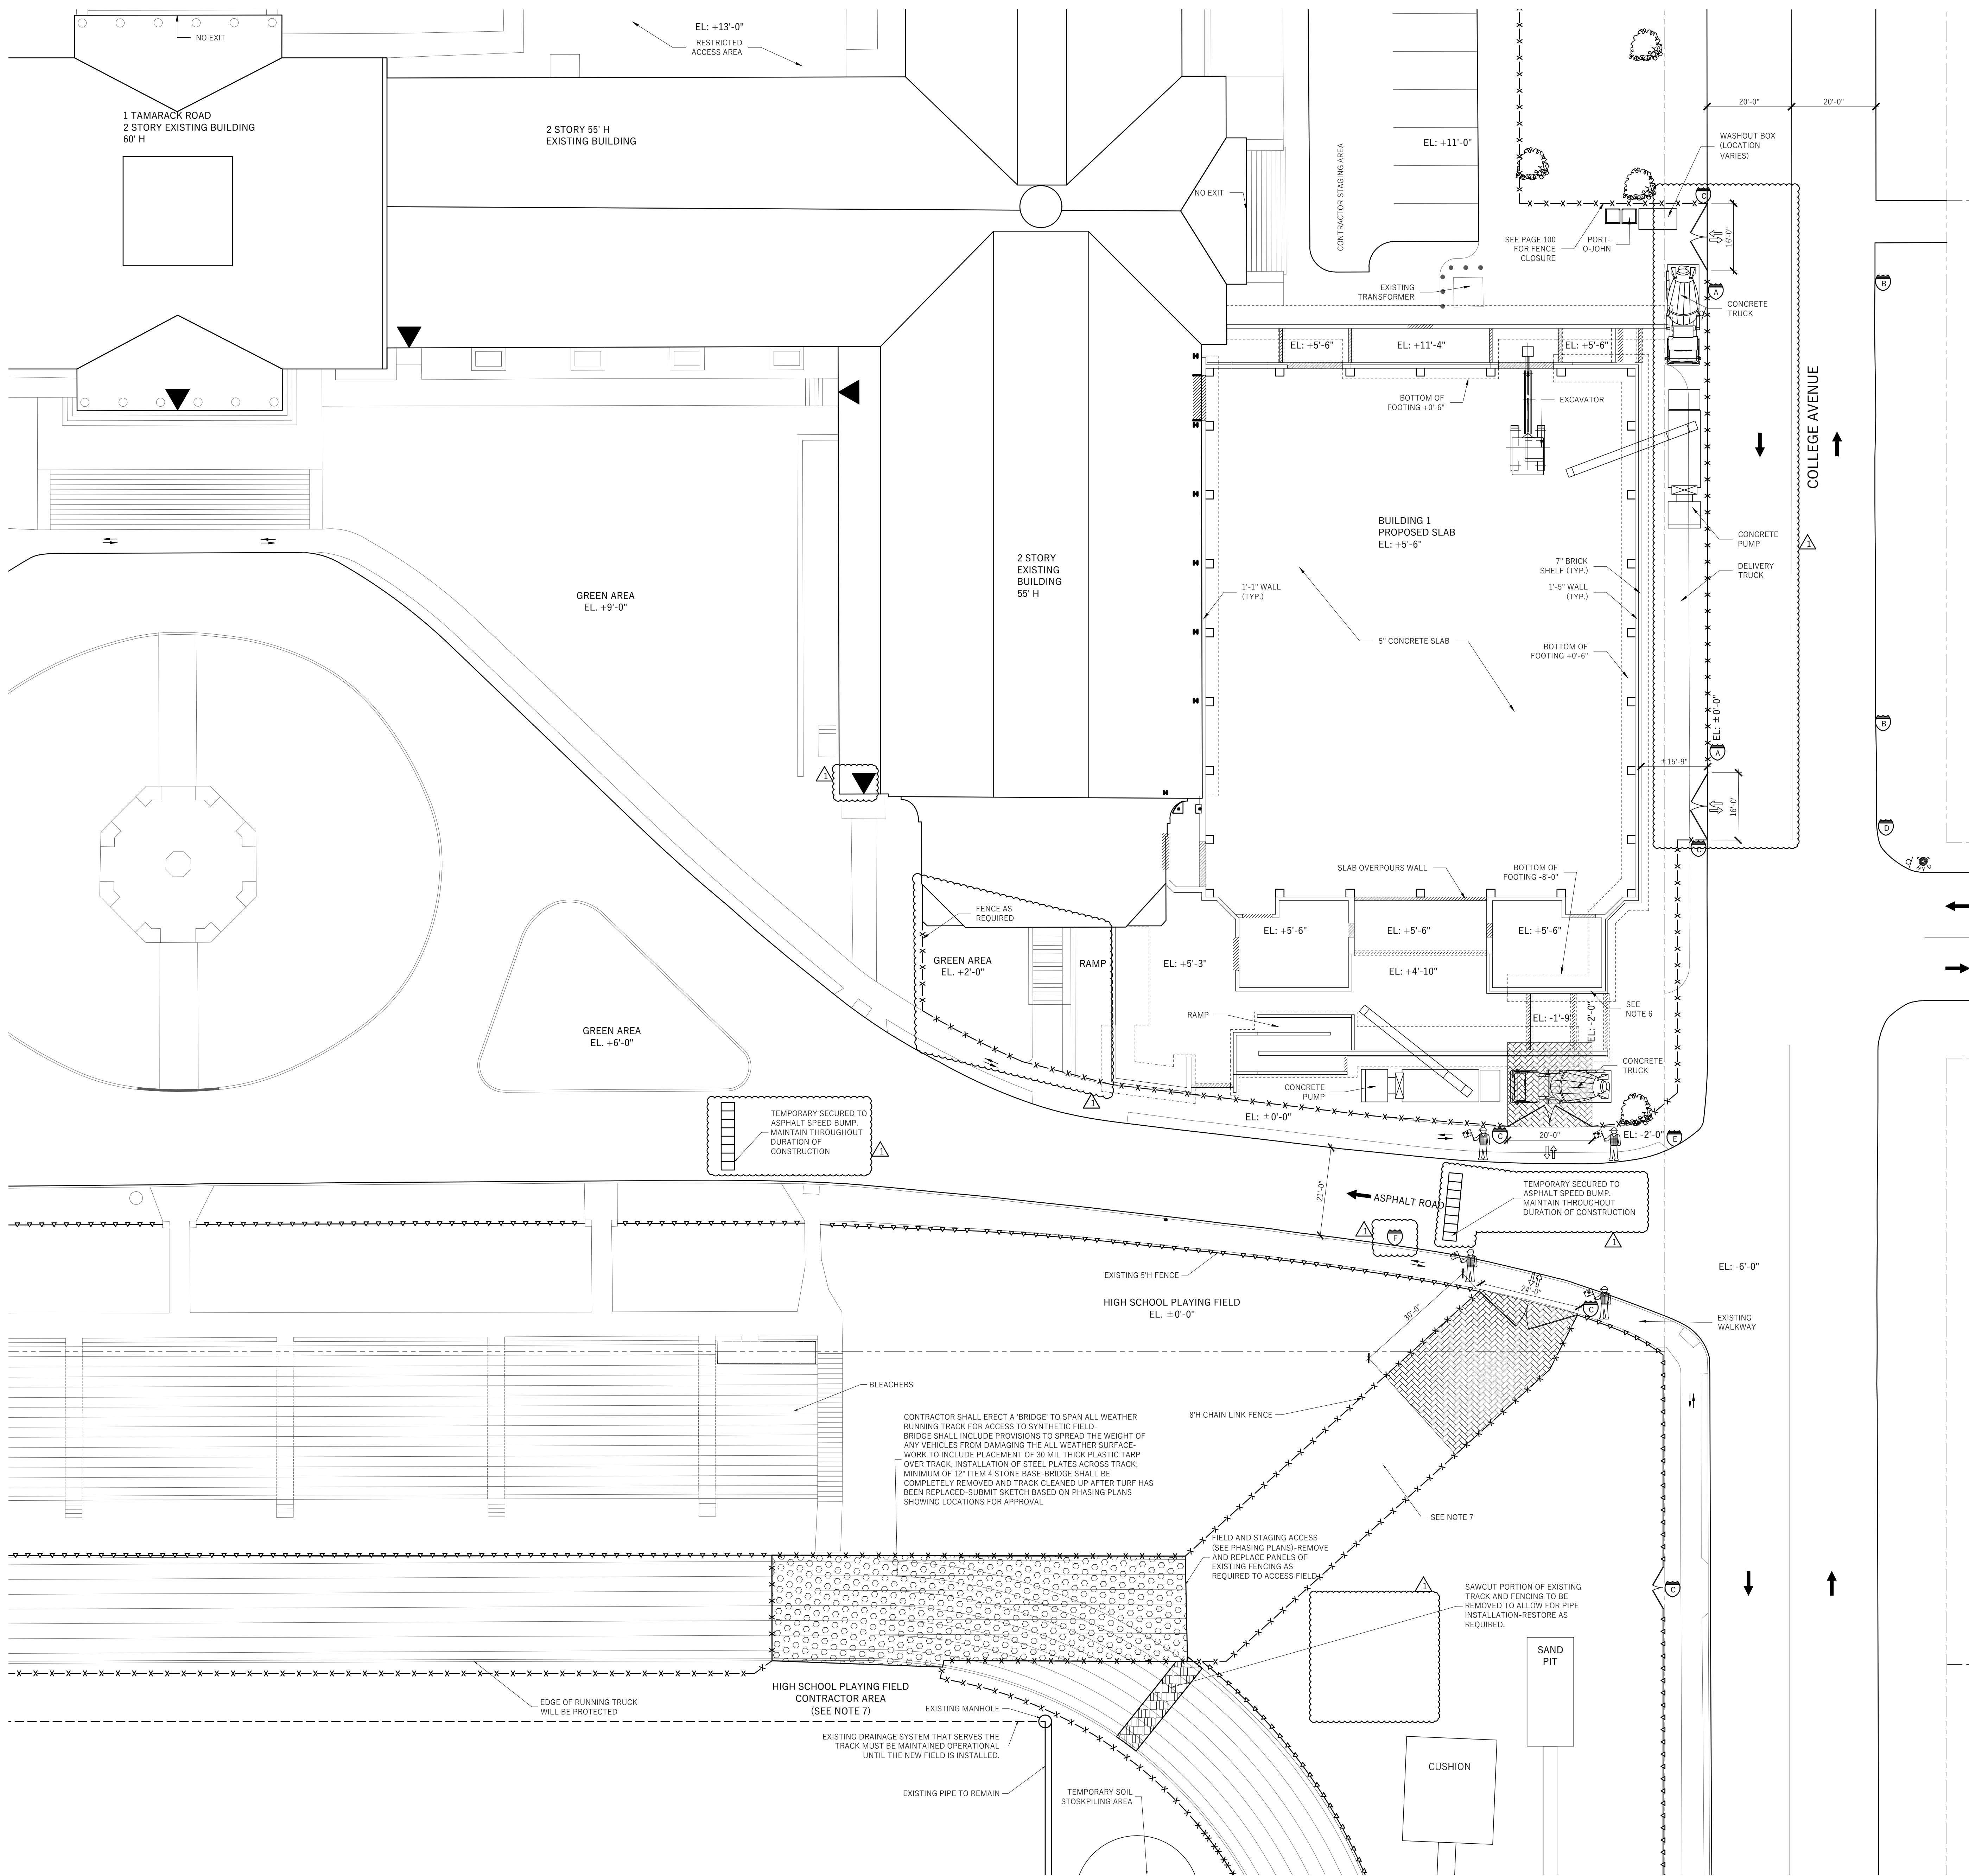 NO EXIT
EL: +13'-0"
RESTRICTED
ACCESS AREA
1 TAMARACK ROAD
2 STORY EXISTING BUILDING
60' H
2 STORY 55' H
EXISTING BUILDING
NO EXIT
CONTRACTOR STAGING AREA
EL: +11'-0"
20'-0"
20'-0"
WASHOUT BOX
(LOCATION
VARIES)
SEE PAGE 100
FOR FENCE
CLOSURE
PORT-
O-JOHN
C
16'-0"
EXISTING
TRANSFORMER
A
B
CONCRETE
TRUCK
EL: +5'-6"
EL: +11'-4"
EL: +5'-6"
BOTTOM OF
FOOTING +0'-6"
EXCAVATOR
COLLEGE AVENUE
BUILDING 1
PROPOSED SLAB
EL: +5'-6"
CONCRETE
PUMP
1
2 STORY
EXISTING
BUILDING
55' H
7" BRICK
SHELF (TYP.)
DELIVERY
TRUCK
GREEN AREA
EL. +9'-0"
1'-1" WALL
(TYP.)
1'-5" WALL
(TYP.)
5" CONCRETE SLAB
BOTTOM OF
FOOTING +0'-6"
EL: ±0'-0"
B
A
±15'-9"
1
16'-0"
D
C
SLAB OVERPOURS WALL
BOTTOM OF
FOOTING -8'-0"
FENCE AS
REQUIRED
EL: +5'-6"
EL: +5'-6"
EL: +5'-6"
GREEN AREA
EL. +2'-0"
RAMP
EL: +5'-3"
EL: +4'-10"
SEE
NOTE 6
RAMP
EL: -1'-9"
EL: -2'-0"
GREEN AREA
EL. +6'-0"
CONCRETE
TRUCK
CONCRETE
PUMP
1
EL: ±0'-0"
TEMPORARY SECURED TO
ASPHALT SPEED BUMP.
MAINTAIN THROUGHOUT
DURATION OF
CONSTRUCTION
1
C
20'-0"
EL: -2'-0"
E
21'-0"
ASPHALT ROAD
TEMPORARY SECURED TO
ASPHALT SPEED BUMP.
MAINTAIN THROUGHOUT
DURATION OF CONSTRUCTION
1
F
1
EXISTING 5'H FENCE
EL: -6'-0"
HIGH SCHOOL PLAYING FIELD
EL. ±0'-0"
30'-0"
24'-0"
C
EXISTING
WALKWAY
BLEACHERS
8'H CHAIN LINK FENCE
CONTRACTOR SHALL ERECT A 'BRIDGE' TO SPAN ALL WEATHER
RUNNING TRACK FOR ACCESS TO SYNTHETIC FIELD-
BRIDGE SHALL INCLUDE PROVISIONS TO SPREAD THE WEIGHT OF
ANY VEHICLES FROM DAMAGING THE ALL WEATHER SURFACE-
WORK TO INCLUDE PLACEMENT OF 30 MIL THICK PLASTIC TARP
OVER TRACK, INSTALLATION OF STEEL PLATES ACROSS TRACK,
MINIMUM OF 12" ITEM 4 STONE BASE-BRIDGE SHALL BE
COMPLETELY REMOVED AND TRACK CLEANED UP AFTER TURF HAS
BEEN REPLACED-SUBMIT SKETCH BASED ON PHASING PLANS
SHOWING LOCATIONS FOR APPROVAL
SEE NOTE 7
FIELD AND STAGING ACCESS
(SEE PHASING PLANS)-REMOVE
AND REPLACE PANELS OF
EXISTING FENCING AS
REQUIRED TO ACCESS FIELD
1
SAWCUT PORTION OF EXISTING
TRACK AND FENCING TO BE
REMOVED TO ALLOW FOR PIPE
INSTALLATION-RESTORE AS
REQUIRED.
C
SAND
PIT
EDGE OF RUNNING TRUCK
WILL BE PROTECTED
HIGH SCHOOL PLAYING FIELD
CONTRACTOR AREA
(SEE NOTE 7)
EXISTING MANHOLE
EXISTING DRAINAGE SYSTEM THAT SERVES THE
TRACK MUST BE MAINTAINED OPERATIONAL
UNTIL THE NEW FIELD IS INSTALLED.
CUSHION
EXISTING PIPE TO REMAIN
TEMPORARY SOIL
STOSKPILING AREA